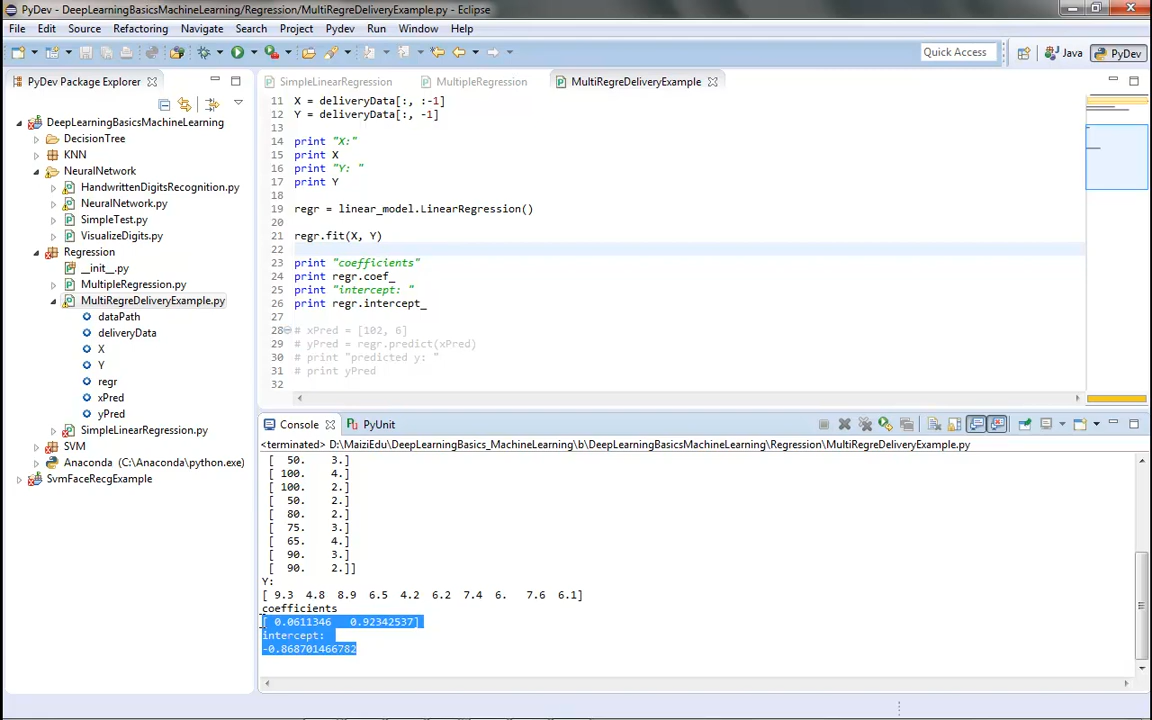 PyDev - DeepLearningBasicsMachineLearning/Regression/MultiRegreDeliveryExample.py - Eclipse
File Edit Source Refactoring Navigate Search Project Pydev Run Window Help
Quick Access
Java
PyDev
PyDev Package Explorer
DeepLearningBasicsMachineLearning
DecisionTree
KNN
NeuralNetwork
HandwrittenDigitsRecognition.py
NeuralNetwork.py
SimpleTest.py
VisualizeDigits.py
Regression
__init__.py
MultipleRegression.py
MultiRegreDeliveryExample.py
dataPath
deliveryData
X
Y
regr
xPred
yPred
SimpleLinearRegression.py
SVM
Anaconda (C:\Anaconda\python.exe)
SvmFaceRecgExample
SimpleLinearRegression
MultipleRegression
MultiRegreDeliveryExample
11 X = deliveryData[:, :-1]
12 Y = deliveryData[:, -1]
13
14 print "X:"
15 print X
16 print "Y: "
17 print Y
18
19 regr = linear_model.LinearRegression()
20
21 regr.fit(X, Y)
22
23 print "coefficients"
24 print regr.coef_
25 print "intercept: "
26 print regr.intercept_
27
28 # xPred = [102, 6]
29 # yPred = regr.predict(xPred)
30 # print "predicted y: "
31 # print yPred
32
Console
PyUnit
<terminated> D:\MaiziEdu\DeepLearningBasics_MachineLearning\b\DeepLearningBasicsMachineLearning\Regression\MultiRegreDeliveryExample.py
[ 50. 3.]
[ 100. 4.]
[ 100. 2.]
[ 50. 2.]
[ 80. 2.]
[ 75. 3.]
[ 65. 4.]
[ 90. 3.]
[ 90. 2.]]
Y:
[ 9.3 4.8 8.9 6.5 4.2 6.2 7.4 6. 7.6 6.1]
coefficients
[ 0.0611346 0.92342537]
intercept:
-0.868701466782